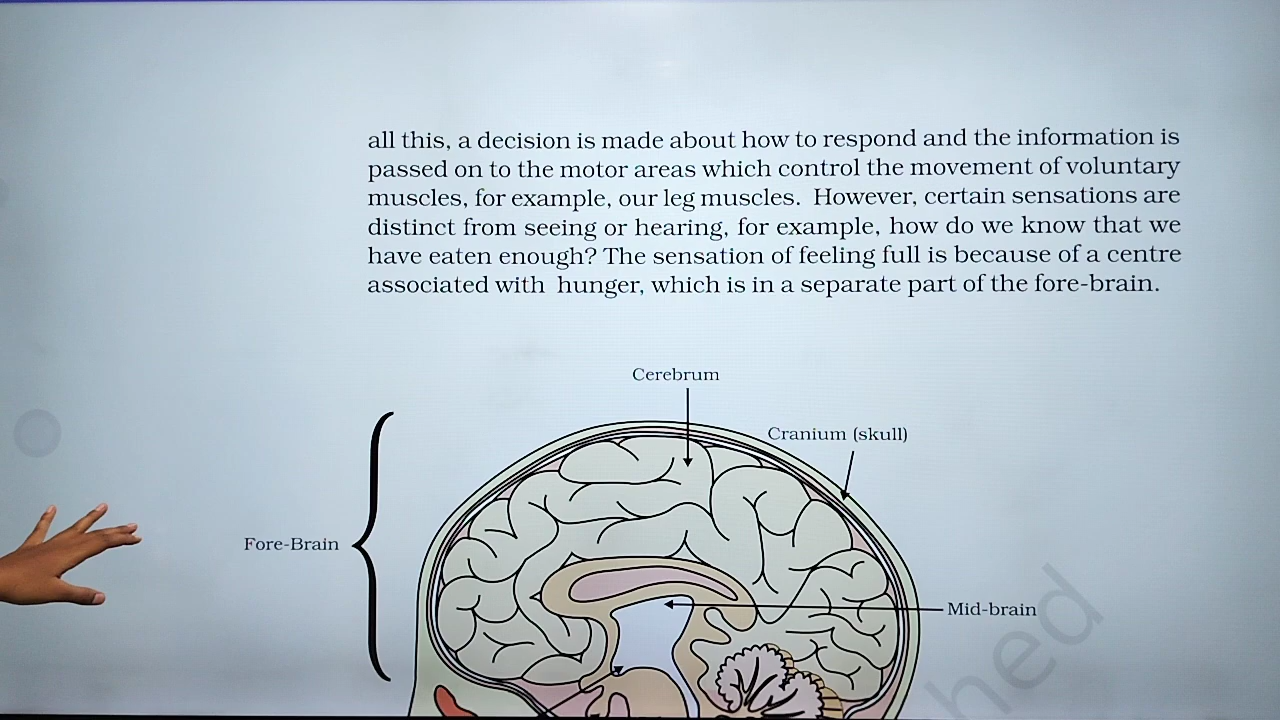 all this, a decision is made about how to respond and the information is
passed on to the motor areas which control the movement of voluntary
muscles, for example, our leg muscles. However, certain sensations are
distinct from seeing or hearing, for example, how do we know that we
have eaten enough? The sensation of feeling full is because of a centre
associated with hunger, which is in a separate part of the fore-brain.
Cerebrum
Cranium (skull)
Fore-Brain
Mid-brain
hed